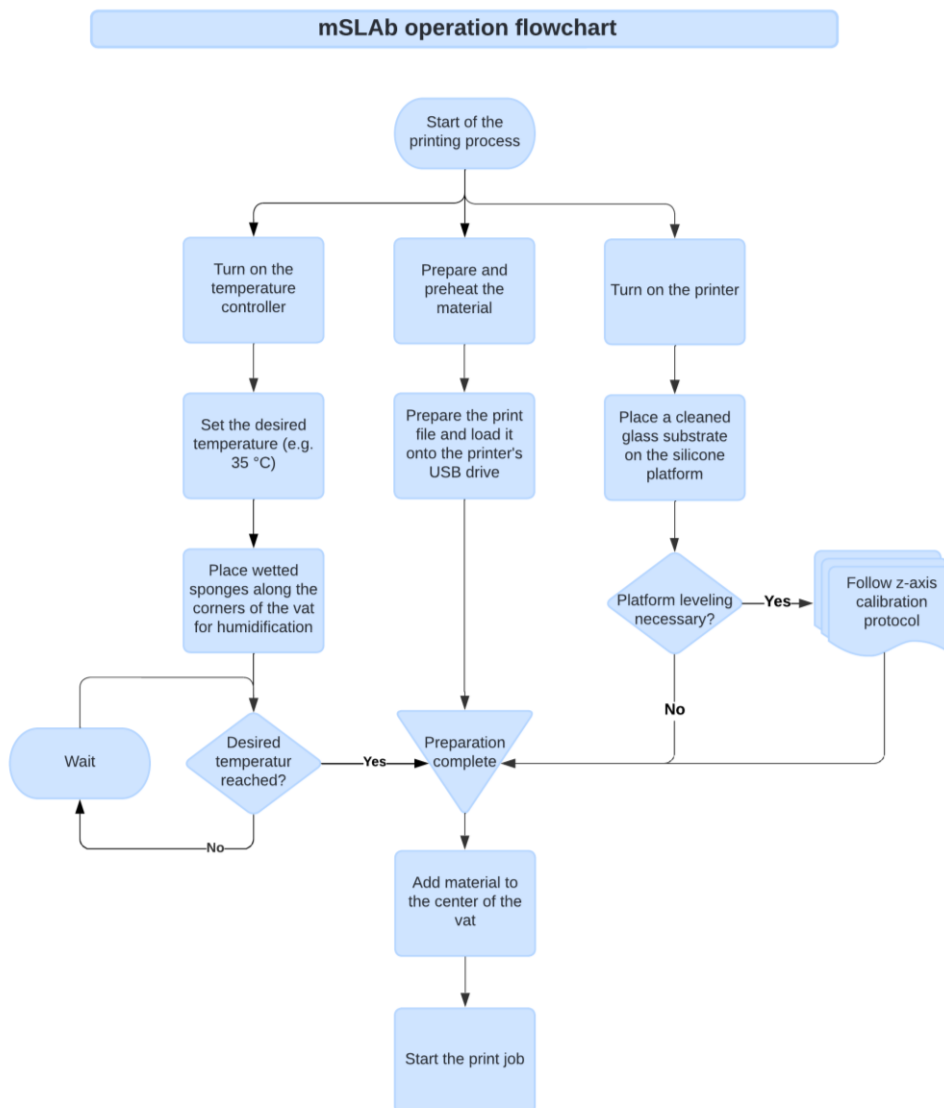 mSLAb operation flowchart
Start of the
printing process
Turn on the
temperature
controller
Prepare and
preheat the
material
Turn on the printer
Set the desired
temperature (e.g.
35 °C)
Prepare the print
file and load it
onto the printer's
USB drive
Place a cleaned
glass substrate
on the silicone
platform
Place wetted
sponges along the
corners of the vat
for humidification
Platform leveling
necessary?
Yes
Follow z-axis
calibration
protocol
No
Wait
Desired
temperatur
reached?
Yes
Preparation
complete
No
Add material to
the center of the
vat
Start the print job